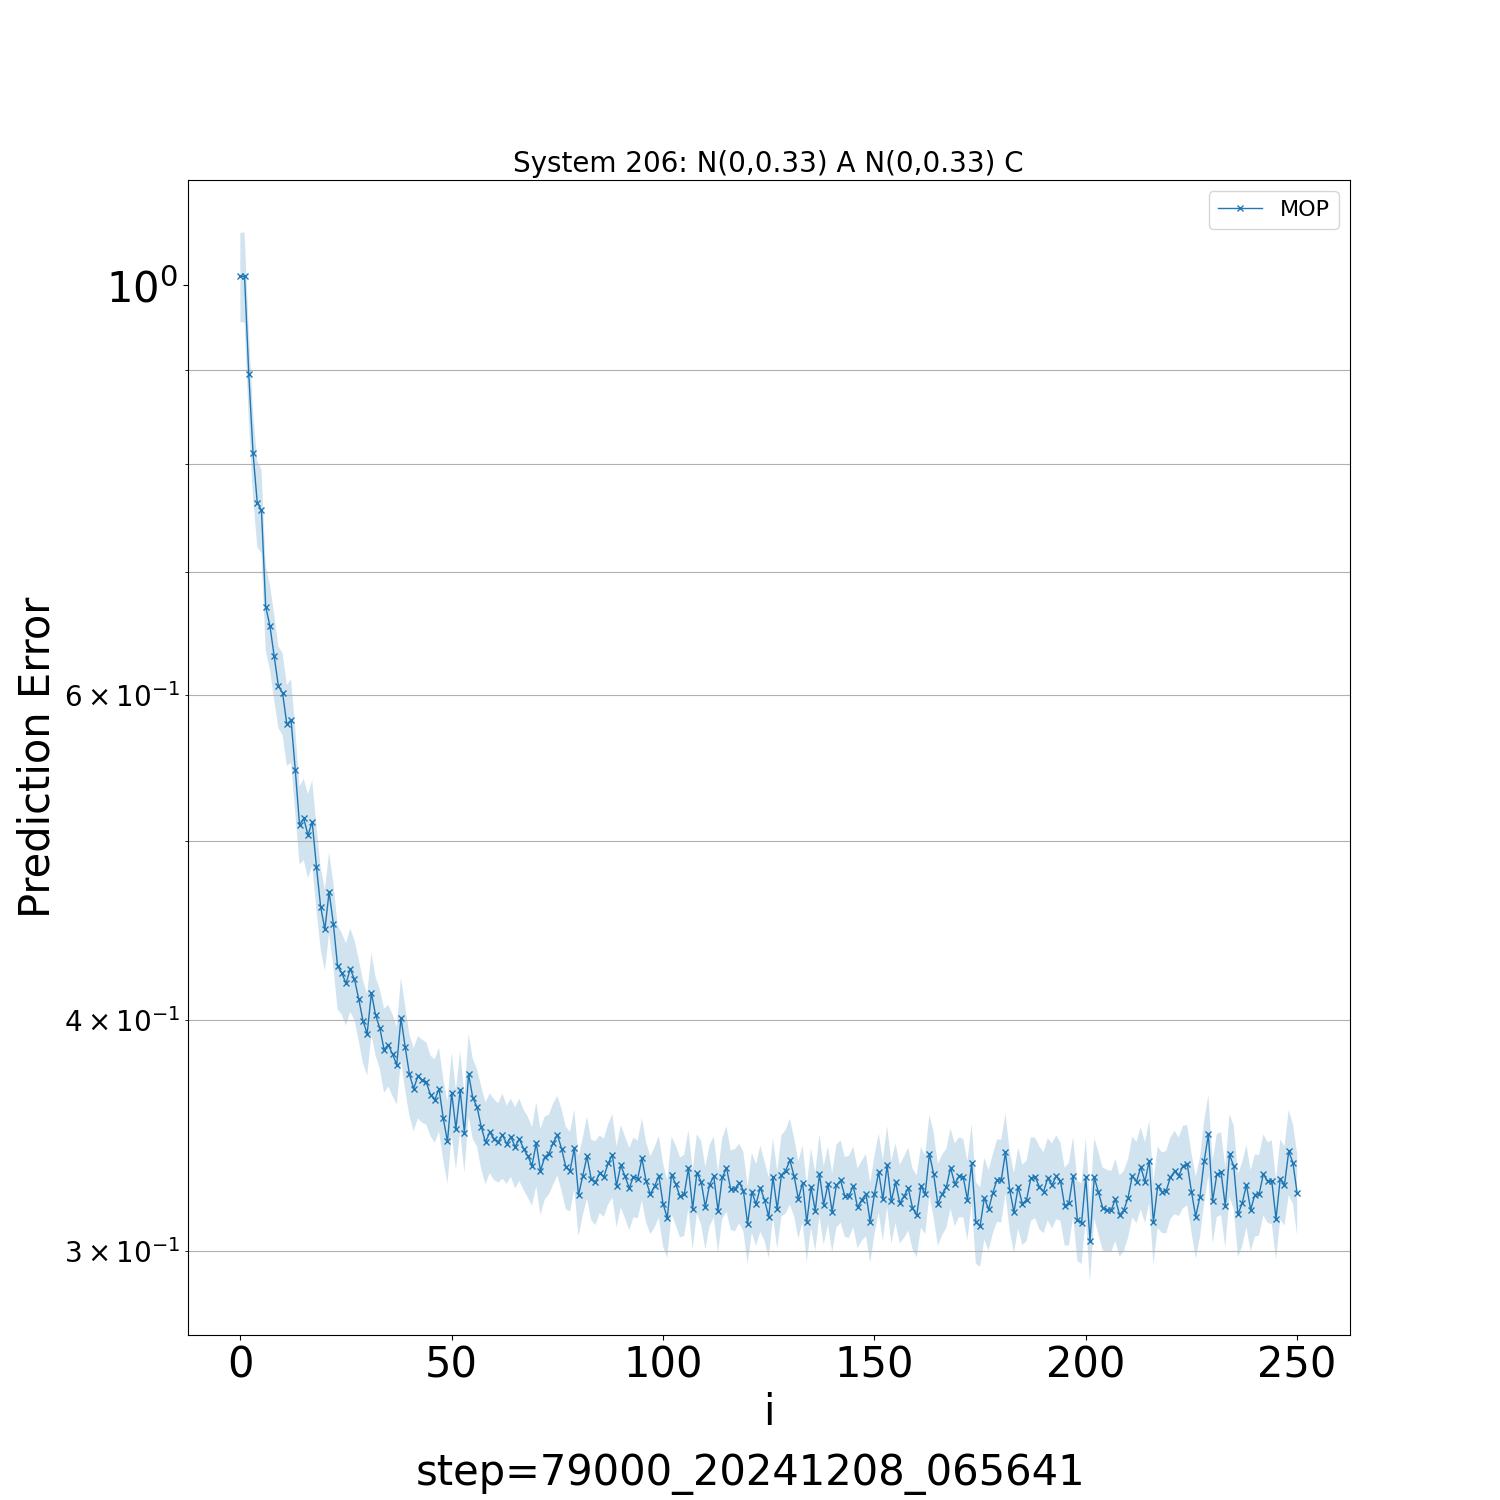 System 206: N(0,0.33) A N(0,0.33) C
MOP
10⁰
6 × 10⁻¹
4 × 10⁻¹
3 × 10⁻¹
Prediction Error
0 50 100 150 200 250
i
step=79000_20241208_065641